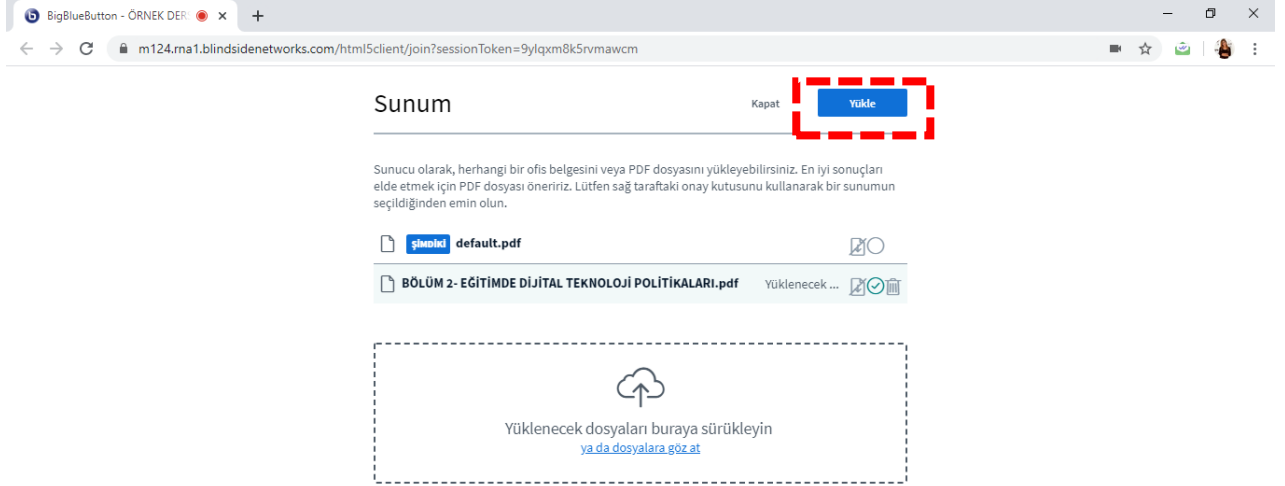 BigBlueButton - ÖRNEK DER
m124.rna1.blindsidenetworks.com/html5client/join?sessionToken=9ylqxm8k5rvmawcm
Sunum
Kapat
Yükle
Sunucu olarak, herhangi bir ofis belgesini veya PDF dosyasını yükleyebilirsiniz. En iyi sonuçları
elde etmek için PDF dosyası öneririz. Lütfen sağ taraftaki onay kutusunu kullanarak bir sunumun
seçildiğinden emin olun.
ŞİMDİKİ default.pdf
BÖLÜM 2- EĞİTİMDE DİJİTAL TEKNOLOJİ POLİTİKALARI.pdf Yüklenecek ...
Yüklenecek dosyaları buraya sürükleyin
ya da dosyalara göz at